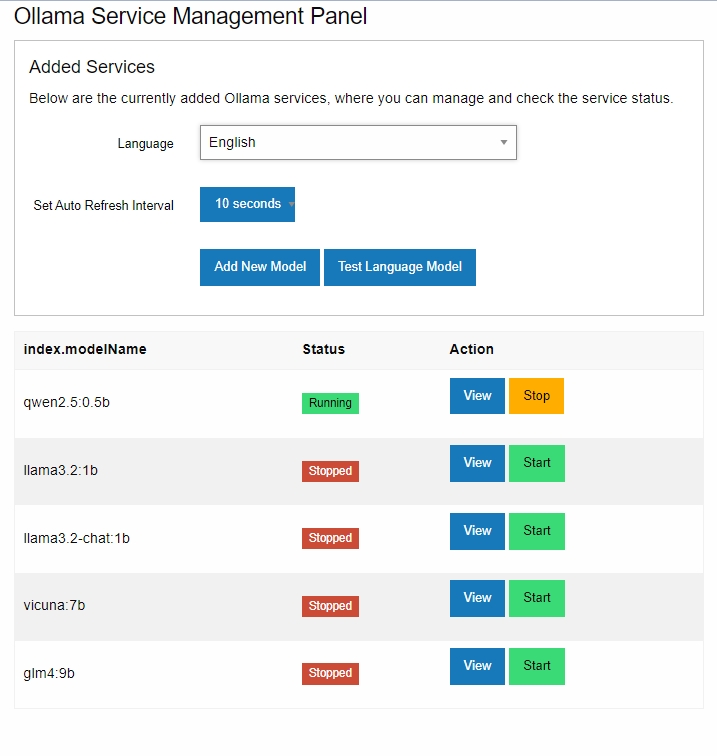 Ollama Service Management Panel
Added Services
Below are the currently added Ollama services, where you can manage and check the service status.
Language English
Set Auto Refresh Interval 10 seconds
Add New Model Test Language Model
index.modelName Status Action
qwen2.5:0.5b Running View Stop
llama3.2:1b Stopped View Start
llama3.2-chat:1b Stopped View Start
vicuna:7b Stopped View Start
glm4:9b Stopped View Start